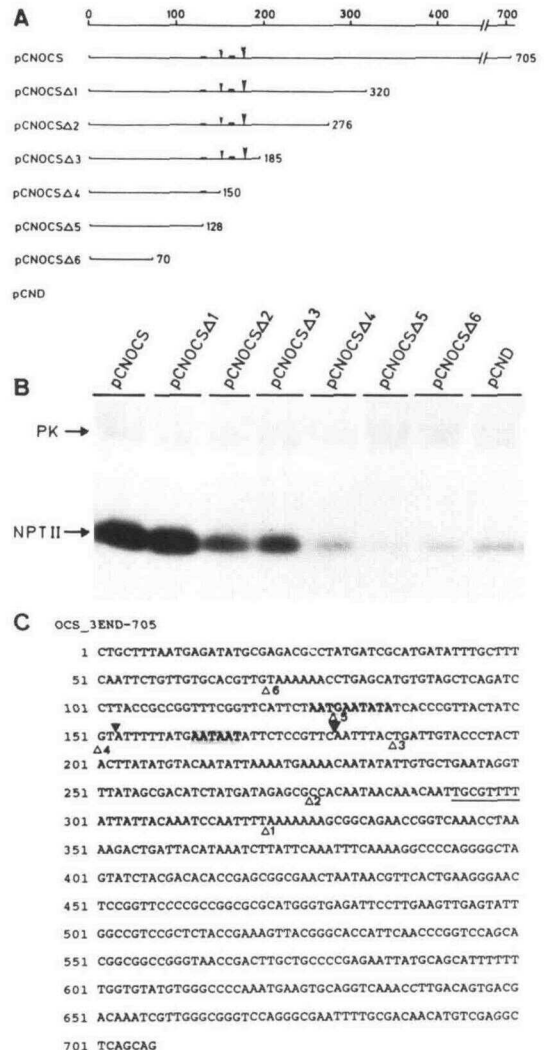 A
0 100 200 300 400 700
pCNOCS 705
pCNOCSΔ1 320
pCNOCSΔ2 276
pCNOCSΔ3 185
pCNOCSΔ4 150
pCNOCSΔ5 128
pCNOCSΔ6 70
pCND
B
pCNOCS pCNOCSΔ1 pCNOCSΔ2 pCNOCSΔ3 pCNOCSΔ4 pCNOCSΔ5 pCNOCSΔ6 pCND
PK
NPTII
C OCS_3END-705
1 CTGCTTTAATGAGATATGCGAGACGCCTATGATCGCATGATATTTGCTTT
51 CAATTCTGTTGTGCACGTTGTAAAAAACCTGAGCATGTGTAGCTCAGATC
Δ6
101 CTTACCGCCGGTTTCGGTTCATTCTAATGAATATATCACCCGTTACTATC
Δ5
151 GTATTTTTATGAATAATATTCTCCGTTCAATTTACTGATTGTACCCTACT
Δ4 Δ3
201 ACTTATATGTACAATATTAAAATGAAAACAATATATTGTGCTGAATAGGT
251 TTATAGCGACATCTATGATAGAGCGCCACAATAACAAACAATTGCGTTTT
Δ2
301 ATTATTACAAATCCAATTTTAAAAAAAGCGGCAGAACCGGTCAAACCTAA
Δ1
351 AAGACTGATTACATAAATCTTATTCAAATTTCAAAAGGCCCCAGGGGCTA
401 GTATCTACGACACACCGAGCGGCGAACTAATAACGTTCACTGAAGGGAAC
451 TCCGGTTCCCCGCCGGCGCGCATGGGTGAGATTCCTTGAAGTTGAGTATT
501 GGCCGTCCGCTCTACCGAAAGTTACGGGCACCATTCAACCCGGTCCAGCA
551 CGGCGGCCGGGTAACCGACTTGCTGCCCCGAGAATTATGCAGCATTTTTT
601 TGGTGTATGTGGGCCCCAAATGAAGTGCAGGTCAAACCTTGACAGTGACG
651 ACAAATCGTTGGGCGGGTCCAGGGCGAATTTTGCGACAACATGTCGAGGC
701 TCAGCAG